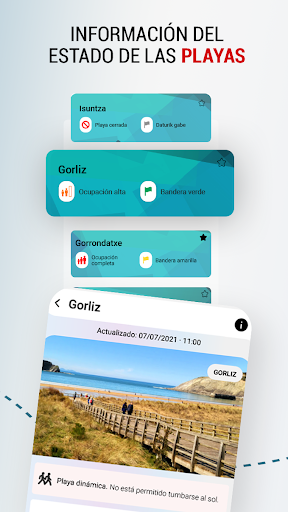 INFORMACIÓN DEL
ESTADO DE LAS PLAYAS
Isuntza
Playa cerrada
Daturik gabe
Gorliz
Ocupación alta
Bandera verde
Gorrondatxe
Ocupación
completa
Bandera amarilla
Gorliz
Actualizado: 07/07/2021 - 11:00
GORLIZ
Playa dinámica. No está permitido tumbarse al sol.